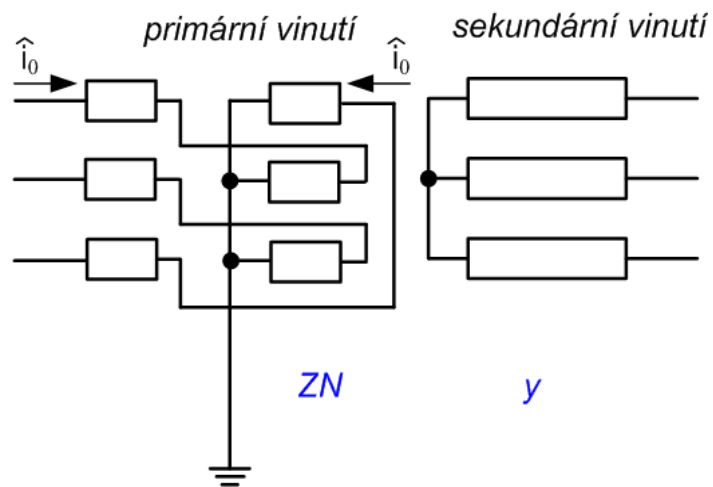 primární vinutí
sekundární vinutí
î₀
î₀
ZN
y